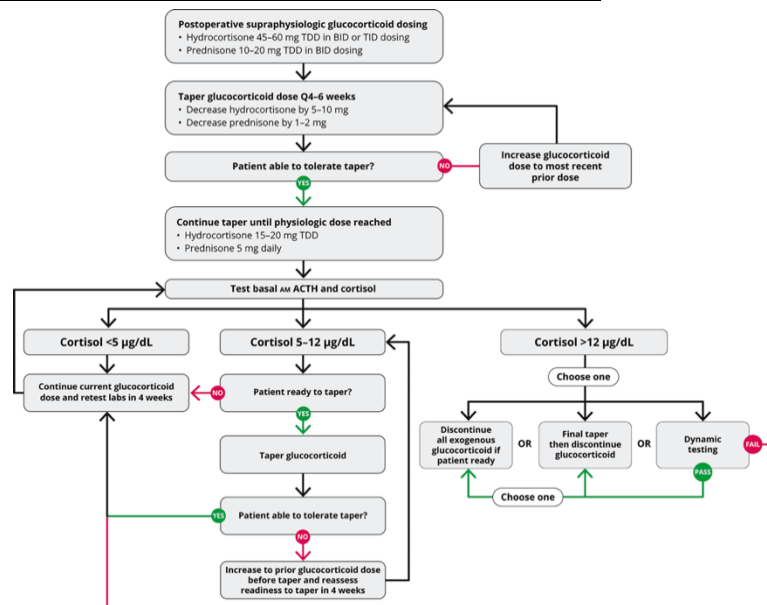 Postoperative supraphysiologic glucocorticoid dosing
• Hydrocortisone 45–60 mg TDD in BID or TID dosing
• Prednisone 10–20 mg TDD in BID dosing
Taper glucocorticoid dose Q4–6 weeks
• Decrease hydrocortisone by 5–10 mg
• Decrease prednisone by 1–2 mg
Patient able to tolerate taper?
NO
Increase glucocorticoid
dose to most recent
prior dose
YES
Continue taper until physiologic dose reached
• Hydrocortisone 15–20 mg TDD
• Prednisone 5 mg daily
Test basal AM ACTH and cortisol
Cortisol <5 µg/dL
Cortisol 5–12 µg/dL
Cortisol >12 µg/dL
Continue current glucocorticoid
dose and retest labs in 4 weeks
NO
Patient ready to taper?
YES
Taper glucocorticoid
YES
Patient able to tolerate taper?
NO
Increase to prior glucocorticoid dose
before taper and reassess
readiness to taper in 4 weeks
Choose one
Discontinue
all exogenous
glucocorticoid if
patient ready
OR
Final taper
then discontinue
glucocorticoid
OR
Dynamic
testing
FAIL
PASS
Choose one